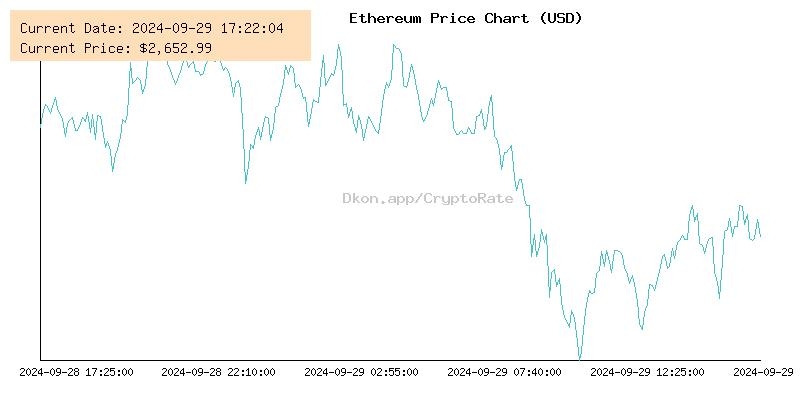 Ethereum Price Chart (USD)
Current Date: 2024-09-29 17:22:04
Current Price: $2,652.99
Dkon.app/CryptoRate
2024-09-28 17:25:00
2024-09-28 22:10:00
2024-09-29 02:55:00
2024-09-29 07:40:00
2024-09-29 12:25:00
2024-09-29